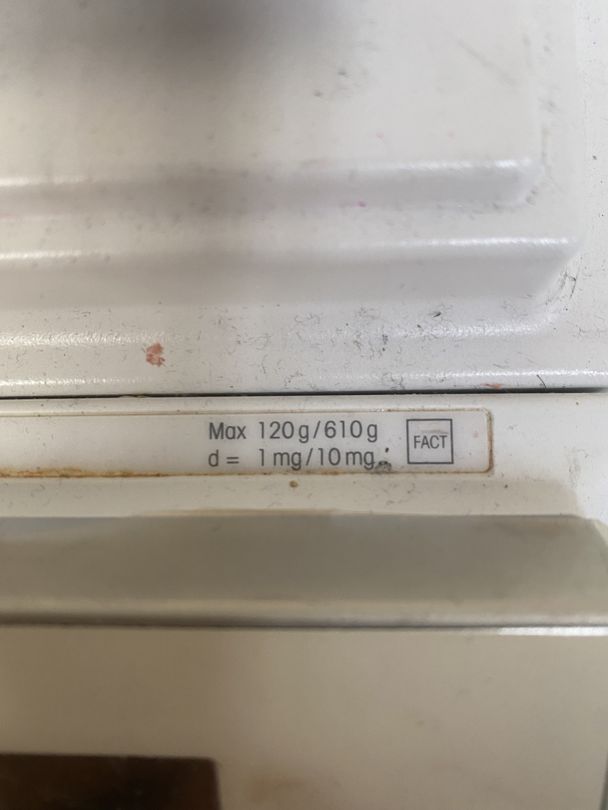 Max 120g/610g
d = 1mg/10mg
FACT